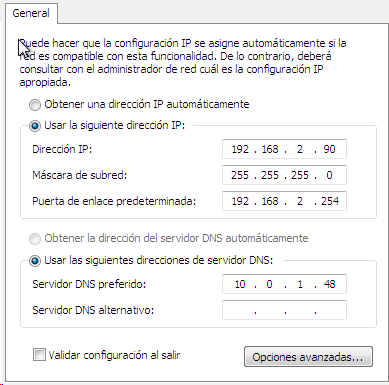 General
Puede hacer que la configuración IP se asigne automáticamente si la
red es compatible con esta funcionalidad. De lo contrario, deberá
consultar con el administrador de red cuál es la configuración IP
apropiada.
Obtener una dirección IP automáticamente
Usar la siguiente dirección IP:
Dirección IP: 192 . 168 . 2 . 90
Máscara de subred: 255 . 255 . 255 . 0
Puerta de enlace predeterminada: 192 . 168 . 2 . 254
Obtener la dirección del servidor DNS automáticamente
Usar las siguientes direcciones de servidor DNS:
Servidor DNS preferido: 10 . 0 . 1 . 48
Servidor DNS alternativo: . . .
Validar configuración al salir
Opciones avanzadas...